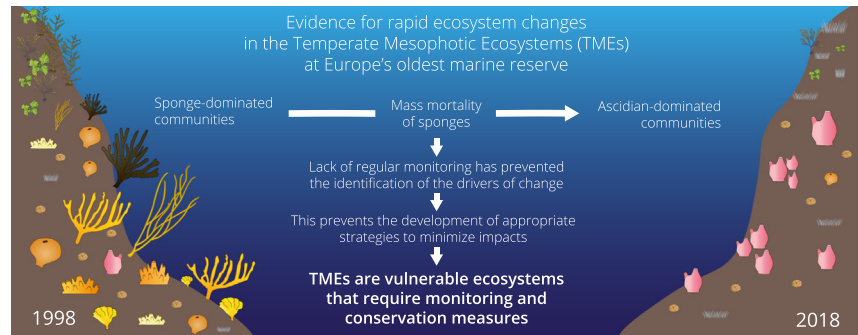 Evidence for rapid ecosystem changes
in the Temperate Mesophotic Ecosystems (TMEs)
at Europe's oldest marine reserve
Sponge-dominated
communities
Mass mortality
of sponges
Ascidian-dominated
communities
Lack of regular monitoring has prevented
the identification of the drivers of change
This prevents the development of appropriate
strategies to minimize impacts
TMEs are vulnerable ecosystems
that require monitoring and
conservation measures
1998
2018